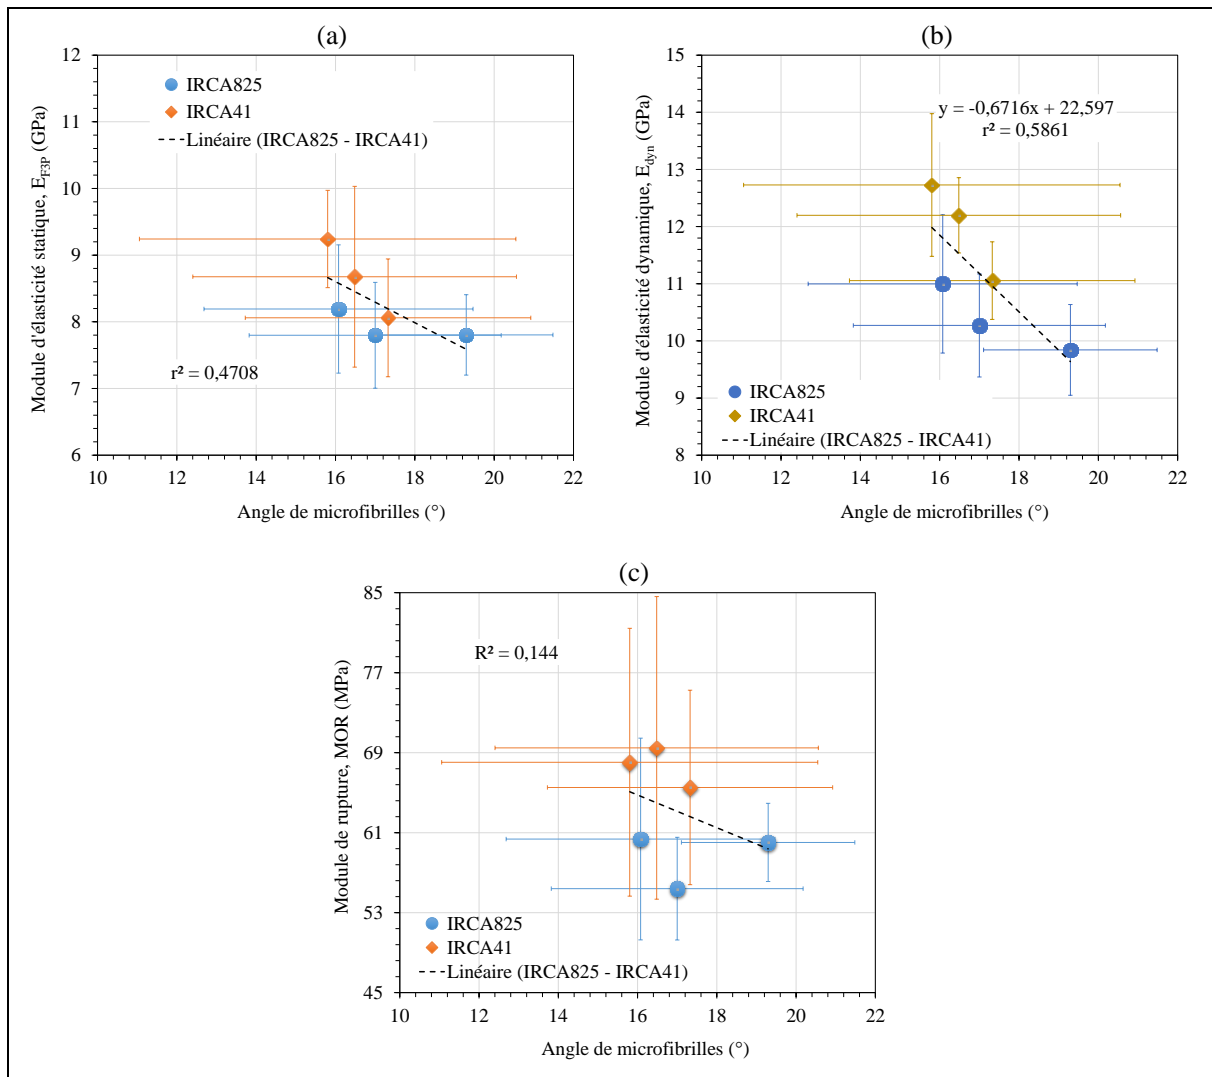 (a)
Module d'élasticité statique, E_F3P (GPa)
12
11
10
9
8
7
6
IRCA825
IRCA41
Linéaire (IRCA825 - IRCA41)
r² = 0,4708
10 12 14 16 18 20 22
Angle de microfibrilles (°)
(b)
Module d'élasticité dynamique, E_dyn (GPa)
15
14
13
12
11
10
9
8
y = -0,6716x + 22,597
r² = 0,5861
IRCA825
IRCA41
Linéaire (IRCA825 - IRCA41)
10 12 14 16 18 20 22
Angle de microfibrilles (°)
(c)
Module de rupture, MOR (MPa)
85
77
69
61
53
45
R² = 0,144
IRCA825
IRCA41
Linéaire (IRCA825 - IRCA41)
10 12 14 16 18 20 22
Angle de microfibrilles (°)